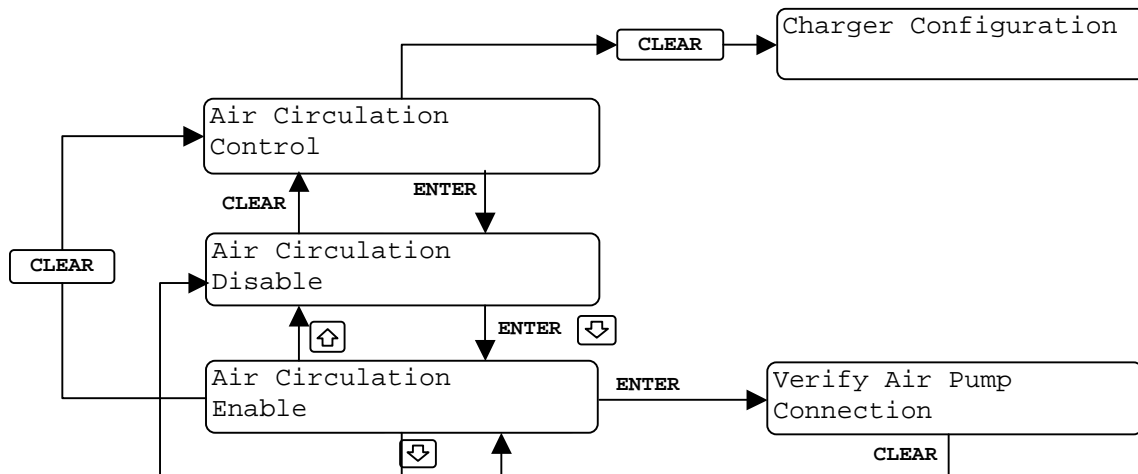 Charger Configuration
CLEAR
Air Circulation
Control
CLEAR
ENTER
Air Circulation
Disable
CLEAR
ENTER
Air Circulation
Enable
ENTER
Verify Air Pump
Connection
CLEAR